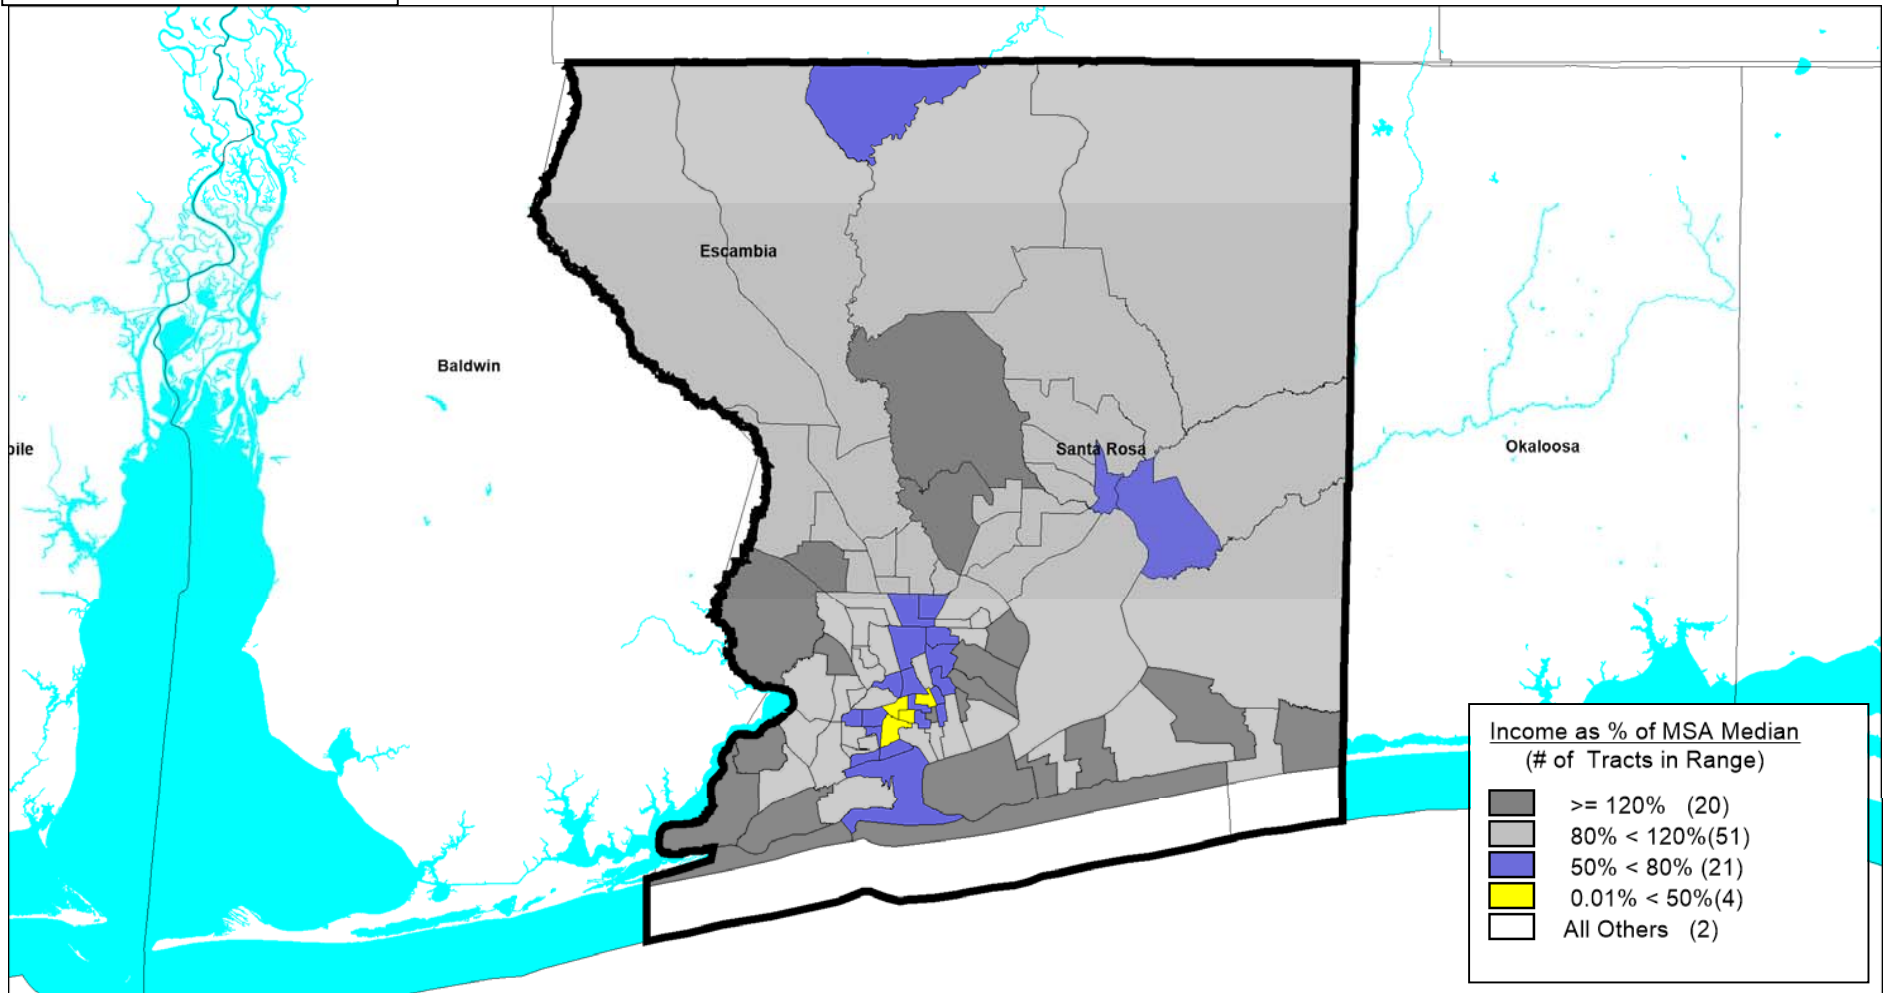 Escambia
Baldwin
Santa Rosa
Okaloosa
bile
Income as % of MSA Median
(# of Tracts in Range)
>= 120% (20)
80% < 120%(51)
50% < 80% (21)
0.01% < 50%(4)
All Others (2)